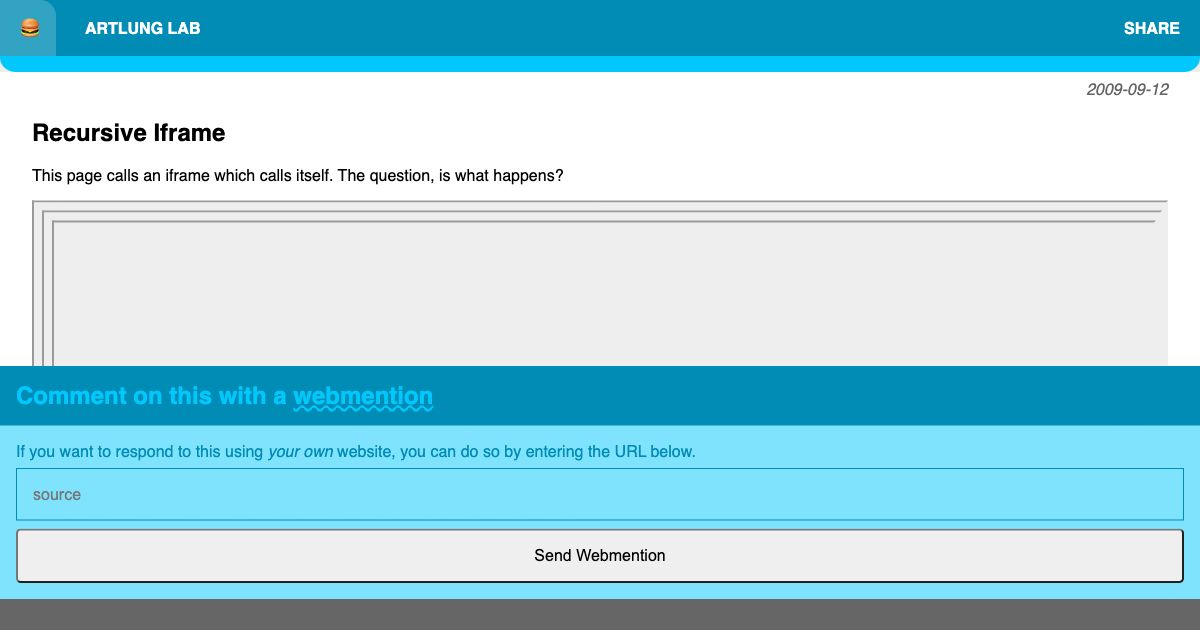 ARTLUNG LAB
SHARE
2009-09-12
Recursive Iframe
This page calls an iframe which calls itself. The question, is what happens?
Comment on this with a webmention
If you want to respond to this using your own website, you can do so by entering the URL below.
source
Send Webmention